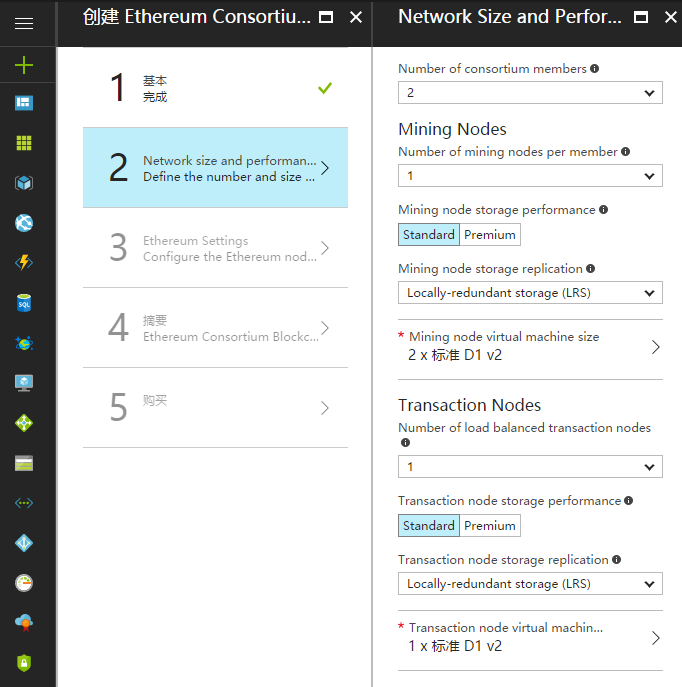 创建 Ethereum Consortiu...
1
基本
完成
2
Network size and performan...
Define the number and size ...
3
Ethereum Settings
Configure the Ethereum nod...
4
摘要
Ethereum Consortium Blockc...
5
购买
SQL
Network Size and Perfor...
Number of consortium members
2
Mining Nodes
Number of mining nodes per member
1
Mining node storage performance
Standard Premium
Mining node storage replication
Locally-redundant storage (LRS)
* Mining node virtual machine size
2 x 标准 D1 v2
Transaction Nodes
Number of load balanced transaction nodes
1
Transaction node storage performance
Standard Premium
Transaction node storage replication
Locally-redundant storage (LRS)
* Transaction node virtual machin...
1 x 标准 D1 v2